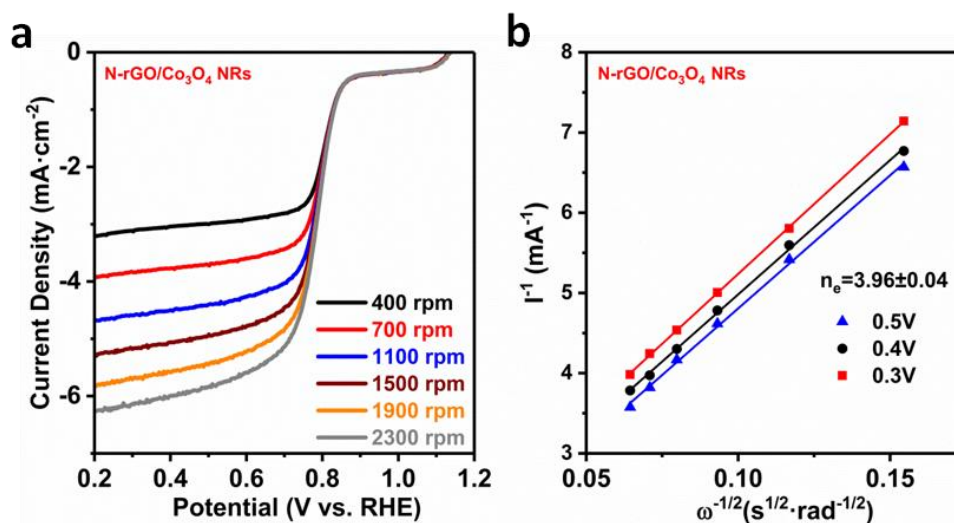 a
N-rGO/Co₃O₄ NRs
0
-2
-4
-6
Current Density (mA·cm⁻²)
400 rpm
700 rpm
1100 rpm
1500 rpm
1900 rpm
2300 rpm
0.2 0.4 0.6 0.8 1.0 1.2
Potential (V vs. RHE)
b
N-rGO/Co₃O₄ NRs
8
7
6
5
4
3
I⁻¹ (mA⁻¹)
nₑ=3.96±0.04
0.5V
0.4V
0.3V
0.05 0.10 0.15
ω⁻¹/²(s¹/²·rad⁻¹/²)